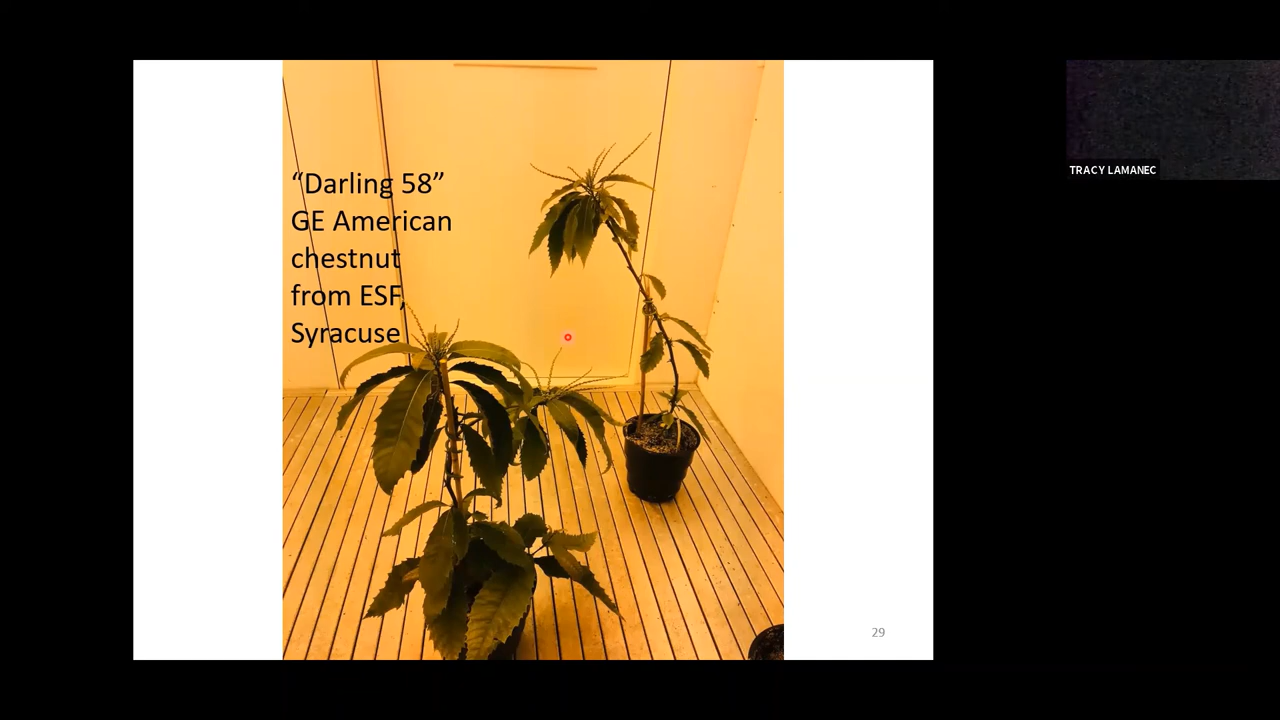 “Darling 58”
GE American
chestnut
from ESF,
Syracuse
29
TRACY LAMANEC